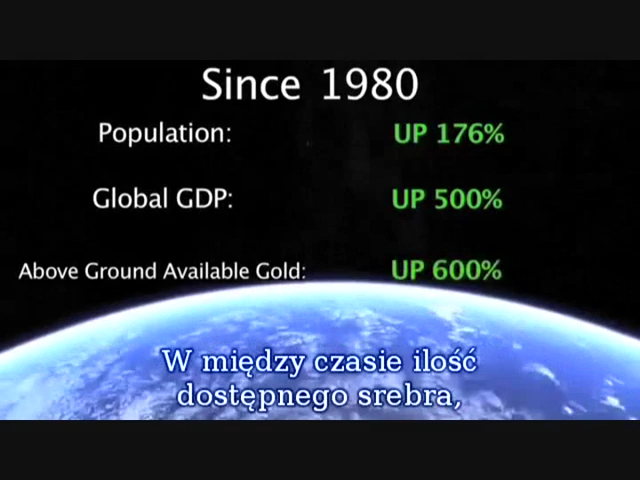 Since 1980
Population: UP 176%
Global GDP: UP 500%
Above Ground Available Gold: UP 600%
W między czasie ilość
dostępnego srebra,